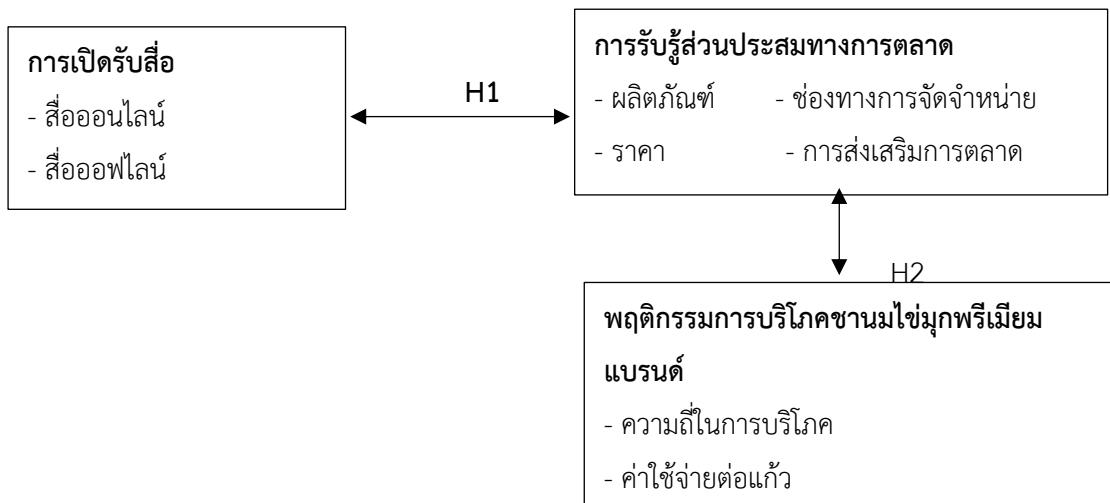 การเปิดรับสื่อ
- สื่อออนไลน์
- สื่อออฟไลน์
H1
การรับรู้ส่วนประสมทางการตลาด
- ผลิตภัณฑ์ - ช่องทางการจัดจำหน่าย
- ราคา - การส่งเสริมการตลาด
H2
พฤติกรรมการบริโภคชานมไข่มุกพรีเมียม
แบรนด์
- ความถี่ในการบริโภค
- ค่าใช้จ่ายต่อแก้ว